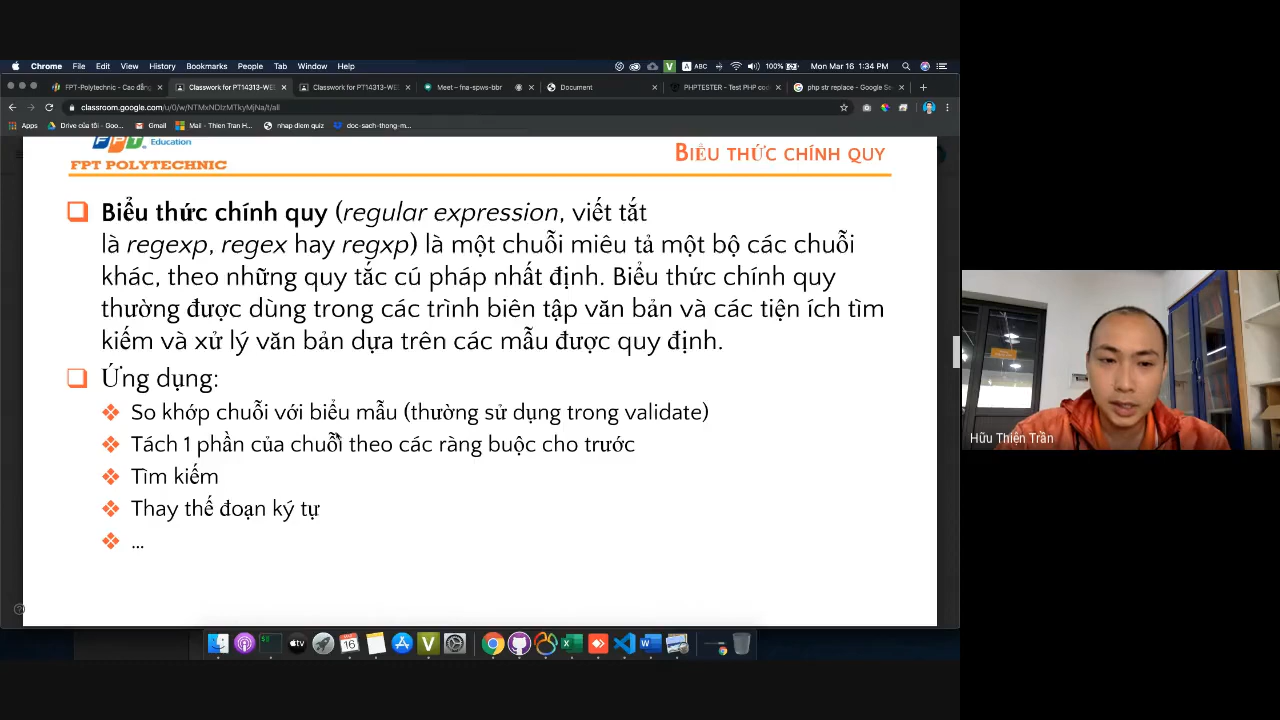 Chrome File Edit View History Bookmarks People Tab Window Help
V A ABC 100% Mon Mar 16 1:34 PM
FPT-Polytechnic - Cao đẳng
Classwork for PT14313-WEB
Classwork for PT14313-WE
Meet – fna-spws-bbr
Document
PHPTESTER - Test PHP cod
php str replace - Google Se
classroom.google.com/u/0/w/NTMxNDIzMTkyMjNa/t/all
Apps Drive của tôi - Goo... Gmail Mail - Thien Tran H... nhap diem quiz doc-sach-thong-m...
FPT Education
FPT POLYTECHNIC
BIỂU THỨC CHÍNH QUY
Biểu thức chính quy (regular expression, viết tắt
là regexp, regex hay regxp) là một chuỗi miêu tả một bộ các chuỗi
khác, theo những quy tắc cú pháp nhất định. Biểu thức chính quy
thường được dùng trong các trình biên tập văn bản và các tiện ích tìm
kiếm và xử lý văn bản dựa trên các mẫu được quy định.
Ứng dụng:
So khớp chuỗi với biểu mẫu (thường sử dụng trong validate)
Tách 1 phần của chuỗi theo các ràng buộc cho trước
Tìm kiếm
Thay thế đoạn ký tự
...
Hữu Thiện Trần